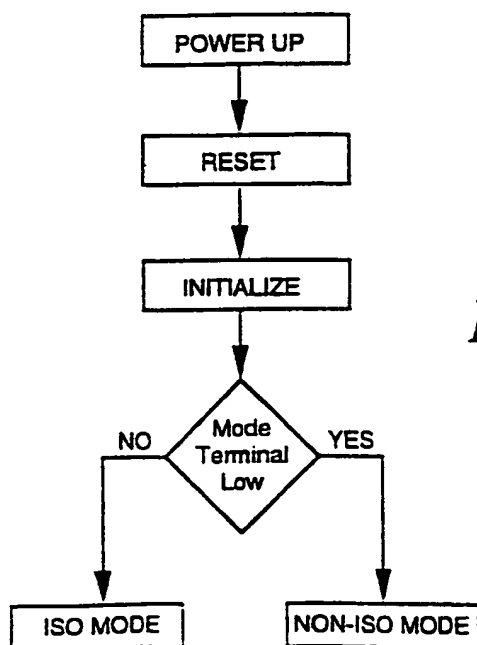 POWER UP
RESET
INITIALIZE
Mode
Terminal
Low
NO
YES
ISO MODE
NON-ISO MODE